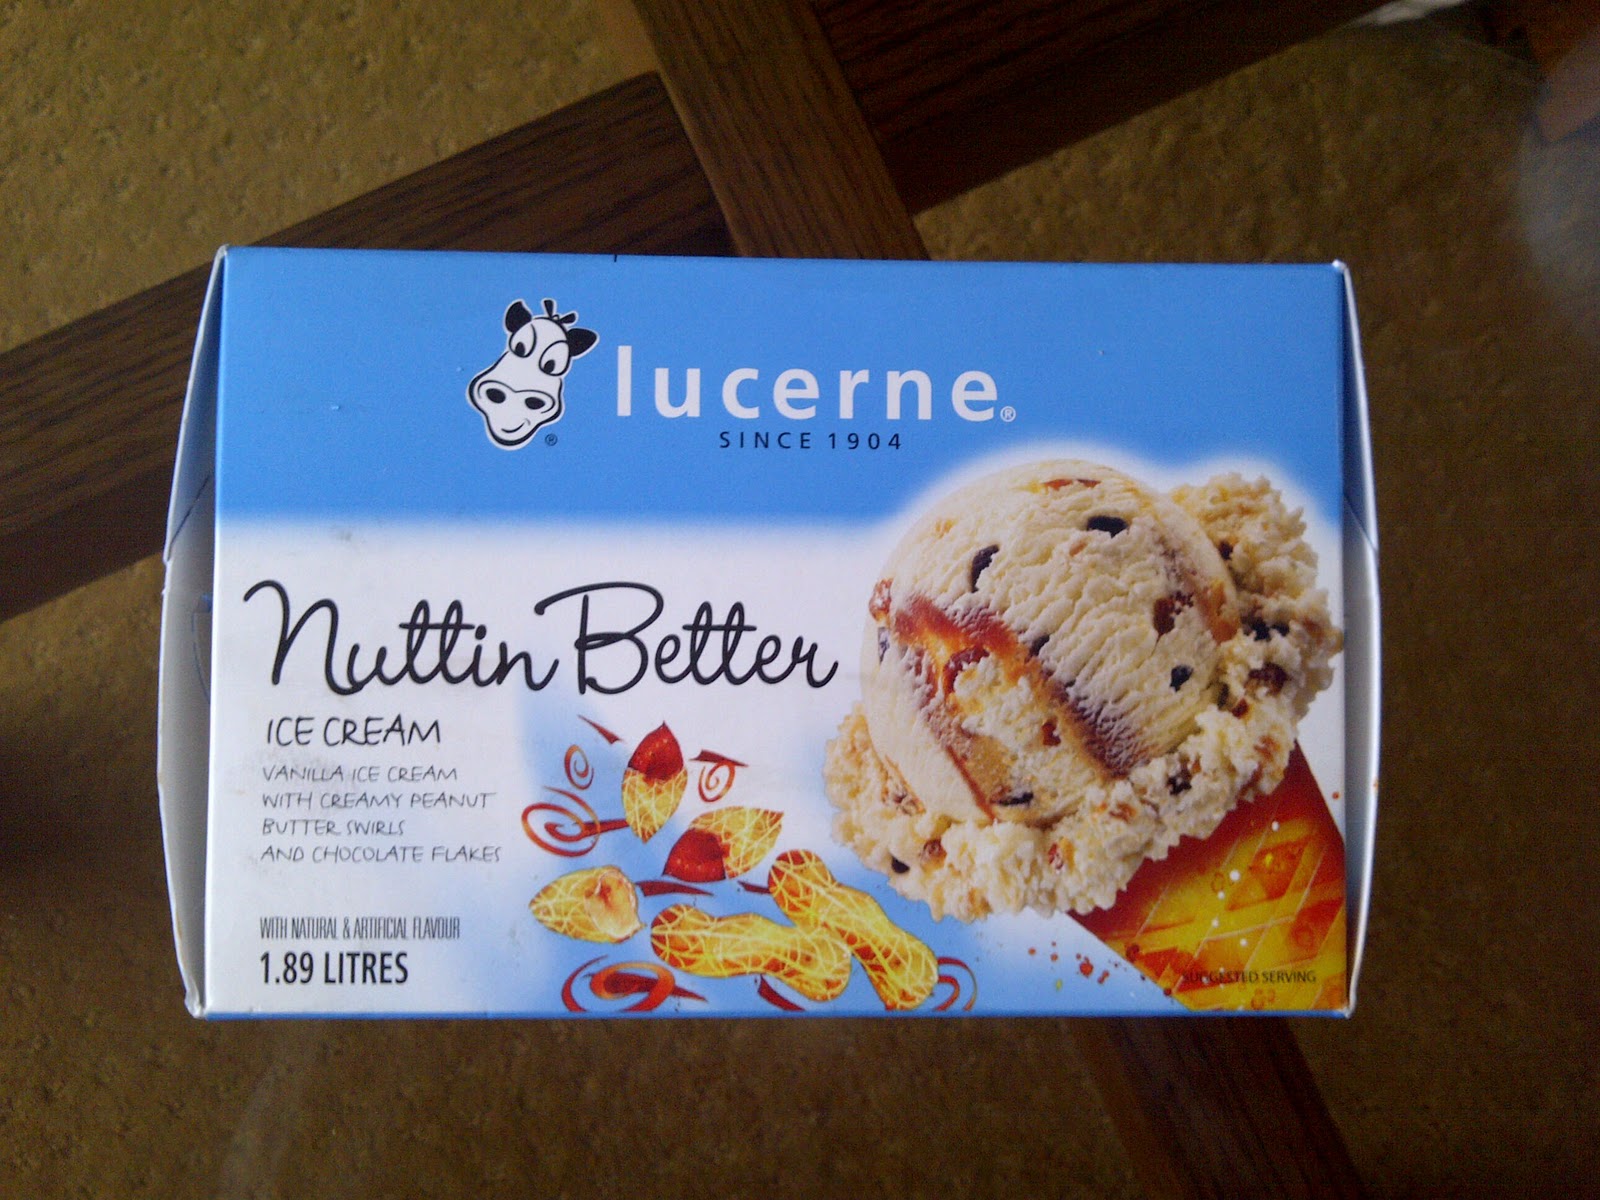 lucerne®
®
SINCE 1904
Nuttin Better
ICE CREAM
VANILLA ICE CREAM
WITH CREAMY PEANUT
BUTTER SWIRLS
AND CHOCOLATE FLAKES
WITH NATURAL & ARTIFICIAL FLAVOUR
1.89 LITRES
SUGGESTED SERVING